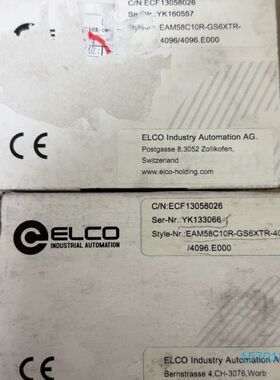 C/N:ECF13058026
Ser-Nr.:YK160557
Style-Nr.:EAM58C10R-GS6XTR-
4096/4096.E000
CE
ELCO Industry Automation AG.
Postgasse 8,3052 Zollikofen,
Switzerland
www.elco-holding.com
C/N:ECF13058026
Ser-Nr.:YK133066
Style-Nr.:EAM58C10R-GS6XTR-40
/4096.E000
ELCO
INDUSTRIAL AUTOMATION
CE
ELCO Industry Automation A
Bernstrasse 4,CH-3076,Worb